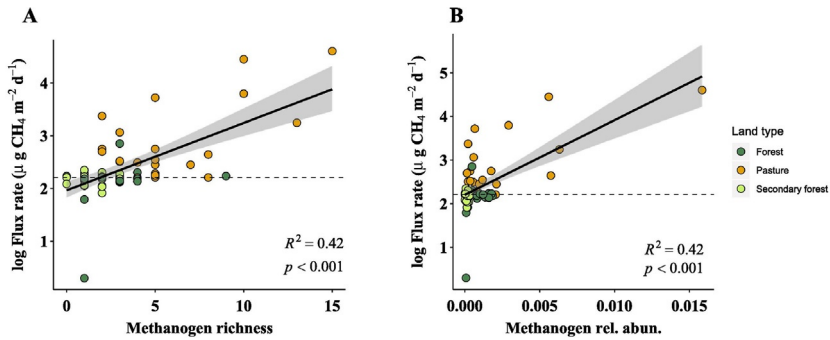 A
log Flux rate (μ g CH4 m−2 d−1)
4
3
2
1
R2 = 0.42
p < 0.001
0
5
10
15
Methanogen richness
B
log Flux rate (μ g CH4 m−2 d−1)
5
4
3
2
1
R2 = 0.42
p < 0.001
0.000
0.005
0.010
0.015
Methanogen rel. abun.
Land type
Forest
Pasture
Secondary forest